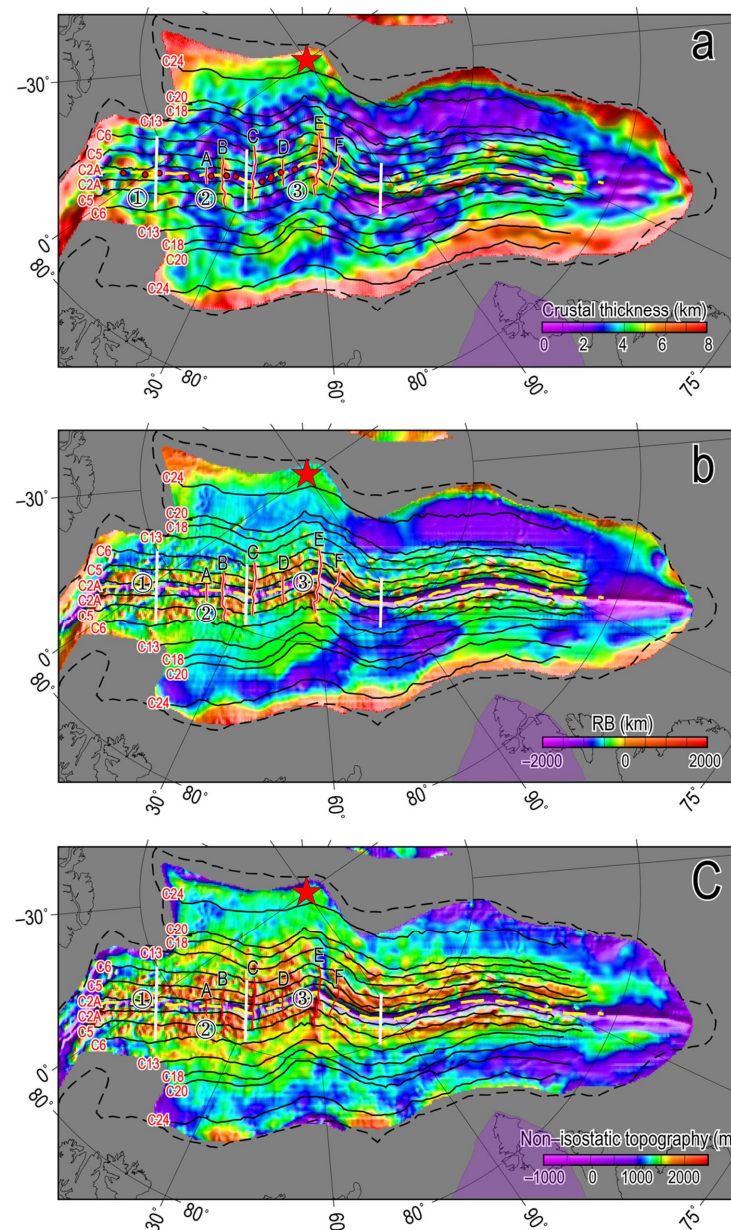 a
C24
C20
C18
−30°
C13
C6
C5
C2A
C2A
C5
C6
A
B
C
D
E
F
①
②
③
0°
80°
C13
C18
C20
C24
Crustal thickness (km)
0 2 4 6 8
30°
80°
60°
90°
75°
b
C24
C20
C18
−30°
C13
C6
C5
C2A
C2A
C5
C6
A
B
C
D
E
F
①
②
③
0°
80°
C13
C18
C20
C24
RB (km)
−2000 0 2000
30°
80°
60°
80°
90°
75°
C
C24
C20
C18
−30°
C13
C6
C5
C2A
C2A
C5
C6
A
B
C
D
E
F
①
②
③
0°
80°
C13
C18
C20
C24
Non−isostatic topography (m
−1000 0 1000 2000
30°
80°
60°
80°
90°
75°